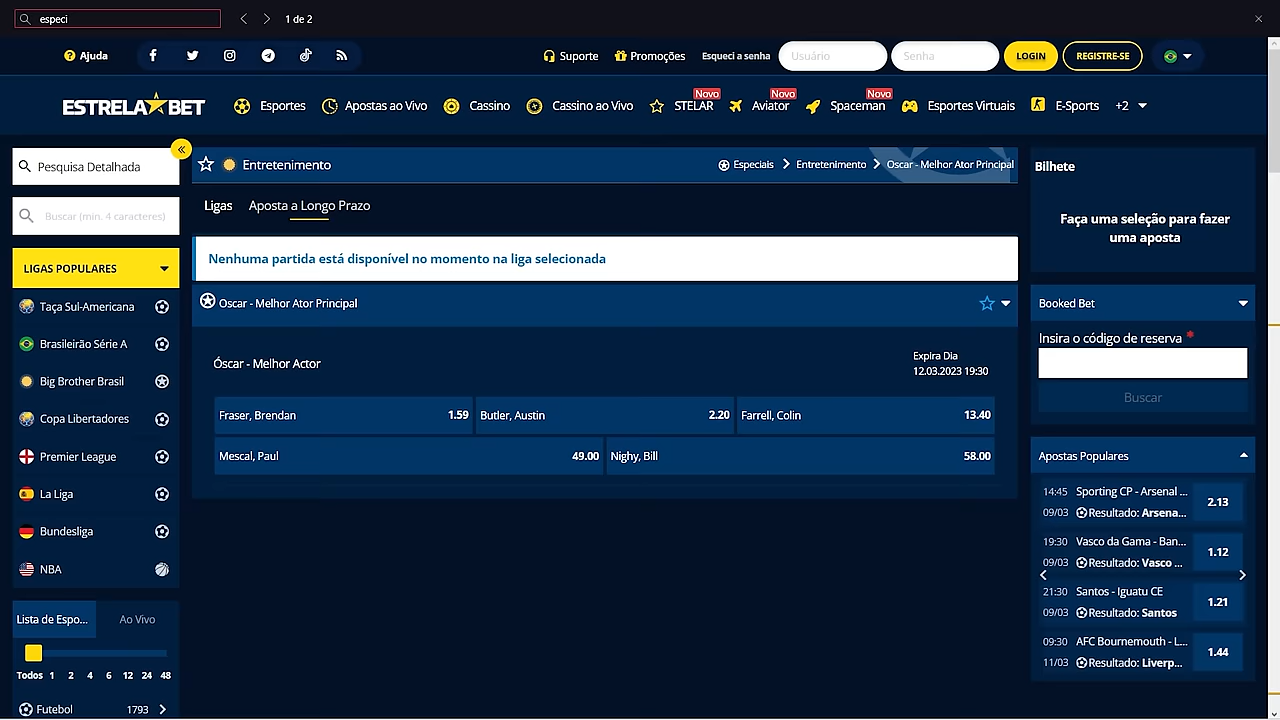 especi
1 de 2
Ajuda
Suporte
Promoções
Esqueci a senha
Usuário
Senha
LOGIN
REGISTRE-SE
ESTRELABET
Esportes
Apostas ao Vivo
Cassino
Cassino ao Vivo
STELAR
Novo
Aviator
Novo
Spaceman
Novo
Esportes Virtuais
E-Sports
+2
Pesquisa Detalhada
Buscar (min. 4 caracteres)
LIGAS POPULARES
Taça Sul-Americana
Brasileirão Série A
Big Brother Brasil
Copa Libertadores
Premier League
La Liga
Bundesliga
NBA
Lista de Espo...
Ao Vivo
Todos 1 2 4 6 12 24 48
Futebol 1793
Entretenimento
Especiais
Entretenimento
Oscar - Melhor Ator Principal
Ligas
Aposta a Longo Prazo
Nenhuma partida está disponível no momento na liga selecionada
Oscar - Melhor Ator Principal
Óscar - Melhor Actor
Expira Dia
12.03.2023 19:30
Fraser, Brendan 1.59
Butler, Austin 2.20
Farrell, Colin 13.40
Mescal, Paul 49.00
Nighy, Bill 58.00
Bilhete
Faça uma seleção para fazer
uma aposta
Booked Bet
Insira o código de reserva *
Buscar
Apostas Populares
14:45 Sporting CP - Arsenal ...
09/03 Resultado: Arsena...
2.13
19:30 Vasco da Gama - Ban...
09/03 Resultado: Vasco ...
1.12
21:30 Santos - Iguatu CE
09/03 Resultado: Santos
1.21
09:30 AFC Bournemouth - L...
11/03 Resultado: Liverp...
1.44